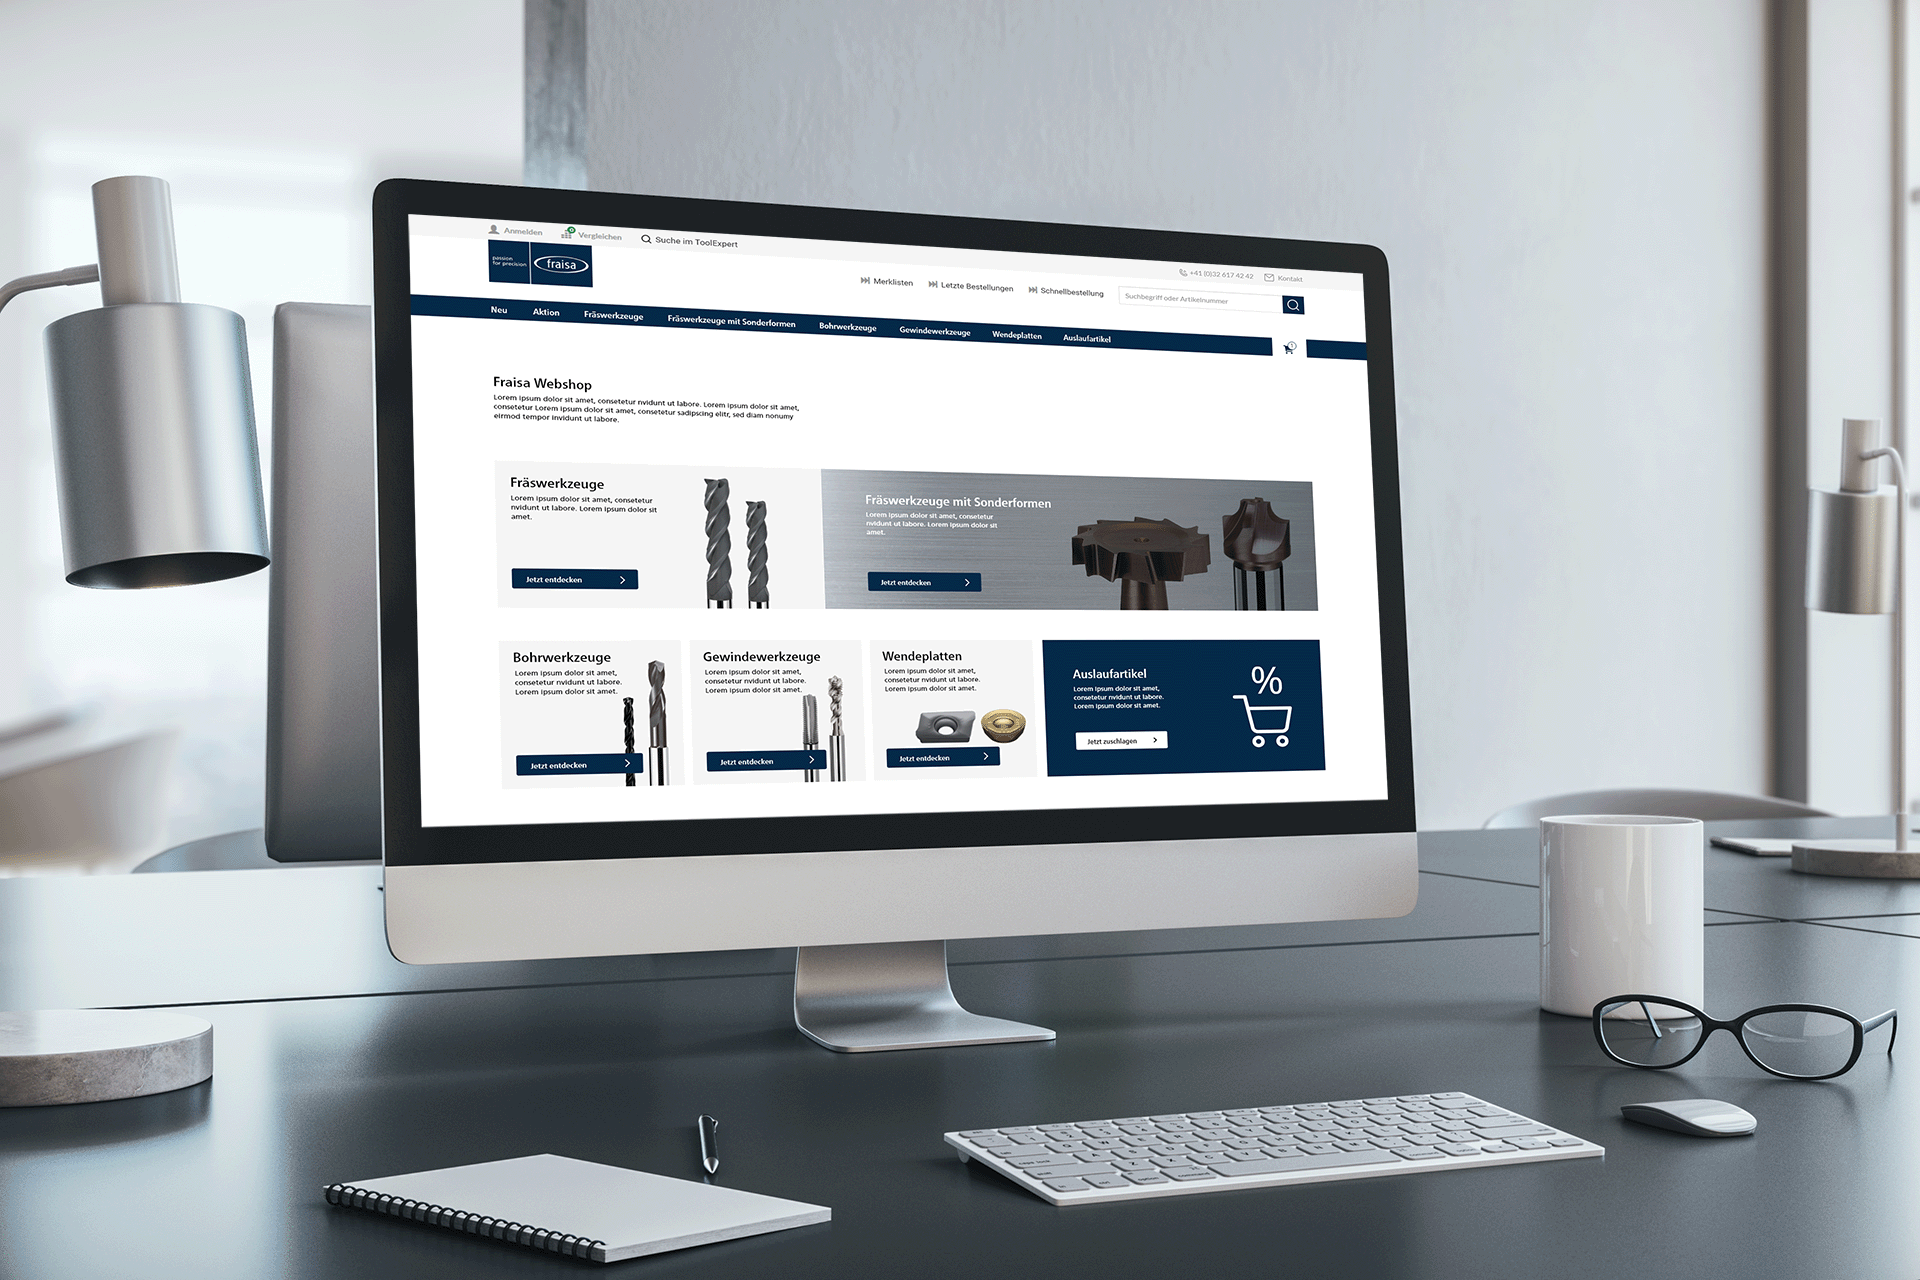 Anmelden
0
Vergleichen
Suche im ToolExpert
+41 (0)32 617 42 42
Kontakt
passion
for precision
fraisa
Merklisten
Letzte Bestellungen
Schnellbestellung
Suchbegriff oder Artikelnummer
Neu
Aktion
Fräswerkzeuge
Fräswerkzeuge mit Sonderformen
Bohrwerkzeuge
Gewindewerkzeuge
Wendeplatten
Auslaufartikel
1
Fraisa Webshop
Lorem ipsum dolor sit amet, consetetur nvidunt ut labore. Lorem ipsum dolor sit amet,
consetetur Lorem ipsum dolor sit amet, consetetur sadipscing elitr, sed diam nonumy
eirmod tempor invidunt ut labore.
Fräswerkzeuge
Lorem ipsum dolor sit amet, consetetur
nvidunt ut labore. Lorem ipsum dolor sit
amet.
Jetzt entdecken
Fräswerkzeuge mit Sonderformen
Lorem ipsum dolor sit amet, consetetur
nvidunt ut labore. Lorem ipsum dolor sit
amet.
Jetzt entdecken
Bohrwerkzeuge
Lorem ipsum dolor sit amet,
consetetur nvidunt ut labore.
Lorem ipsum dolor sit amet.
Jetzt entdecken
Gewindewerkzeuge
Lorem ipsum dolor sit amet,
consetetur nvidunt ut labore.
Lorem ipsum dolor sit amet.
Jetzt entdecken
Wendeplatten
Lorem ipsum dolor sit amet,
consetetur nvidunt ut labore.
Lorem ipsum dolor sit amet.
Jetzt entdecken
Auslaufartikel
Lorem ipsum dolor sit amet,
consetetur nvidunt ut labore.
Lorem ipsum dolor sit amet.
Jetzt zuschlagen
%